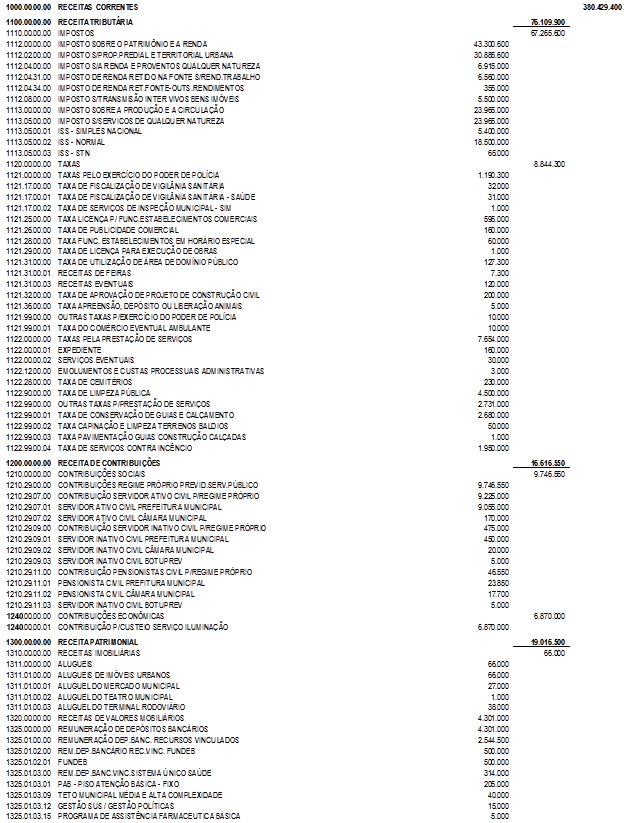 1000.00.00.00 RECEITAS CORRENTES 380.429.400
1100.00.00.00 RECEITA TRIBUTÁRIA 76.109.900
1110.00.00.00 IMPOSTOS 67.265.600
1112.00.00.00 IMPOSTO SOBRE O PATRIMÔNIO E A RENDA 43.300.600
1112.02.00.00 IMPOSTO S/PROP.PREDIAL E TERRITORIAL URBANA 30.885.600
1112.04.00.00 IMPOSTO S/A RENDA E PROVENTOS QUALQUER NATUREZA 6.915.000
1112.04.31.00 IMPOSTO DE RENDA RETIDO NA FONTE S/REND.TRABALHO 6.560.000
1112.04.34.00 IMPOSTO DE RENDA RET.FONTE-OUTS.RENDIMENTOS 355.000
1112.08.00.00 IMPOSTO S/TRANSMISÃO INTER VIVOS BENS IMÓVEIS 5.500.000
1113.00.00.00 IMPOSTO SOBRE A PRODUÇÃO E A CIRCULAÇÃO 23.965.000
1113.05.00.00 IMPOSTO S/SERVICOS DE QUALQUER NATUREZA 23.965.000
1113.05.00.01 ISS - SIMPLES NACIONAL 5.400.000
1113.05.00.02 ISS - NORMAL 18.500.000
1113.05.00.03 ISS - STN 65.000
1120.00.00.00 TAXAS 8.844.300
1121.00.00.00 TAXAS PELO EXERCÍCIO DO PODER DE POLÍCIA 1.190.300
1121.17.00.00 TAXA DE FISCALIZAÇÃO DE VIGILÂNIA SANITÁRIA 32.000
1121.17.00.01 TAXA DE FISCALIZAÇÃO DE VIGILÂNIA SANITÁRIA - SAÚDE 31.000
1121.17.00.02 TAXA DE SERVIÇOS DE INSPEÇÃO MUNICIPAL - SIM 1.000
1121.25.00.00 TAXA LICENÇA P/ FUNC.ESTABELECIMENTOS COMERCIAIS 595.000
1121.26.00.00 TAXA DE PUBLICIDADE COMERCIAL 160.000
1121.28.00.00 TAXA FUNC. ESTABELECIMENTOS EM HORÁRIO ESPECIAL 60.000
1121.29.00.00 TAXA DE LICENÇA PARA EXECUÇÃO DE OBRAS 1.000
1121.31.00.00 TAXA DE UTILIZAÇÃO DE ÁREA DE DOMÍNIO PÚBLICO 127.300
1121.31.00.01 RECEITAS DE FEIRAS 7.300
1121.31.00.03 RECEITAS EVENTUAIS 120.000
1121.32.00.00 TAXA DE APROVAÇÃO DE PROJETO DE CONSTRUÇÃO CIVIL 200.000
1121.36.00.00 TAXA APREENSÃO, DEPÓSITO OU LIBERAÇÃO ANIMAIS 5.000
1121.99.00.00 OUTRAS TAXAS P/EXERCÍCIO DO PODER DE POLÍCIA 10.000
1121.99.00.01 TAXA DO COMÉRCIO EVENTUAL AMBULANTE 10.000
1122.00.00.00 TAXAS PELA PRESTAÇÃO DE SERVIÇOS 7.654.000
1122.00.00.01 EXPEDIENTE 160.000
1122.00.00.02 SERVIÇOS EVENTUAIS 30.000
1122.12.00.00 EMOLUMENTOS E CUSTAS PROCESSUAIS ADMINISTRATIVAS 3.000
1122.28.00.00 TAXA DE CEMITÉRIOS 230.000
1122.90.00.00 TAXA DE LIMPEZA PÚBLICA 4.500.000
1122.99.00.00 OUTRAS TAXAS P/PRESTAÇÃO DE SERVIÇOS 2.731.000
1122.99.00.01 TAXA DE CONSERVAÇÃO DE GUIAS E CALÇAMENTO 2.680.000
1122.99.00.02 TAXA CAPINAÇÃO E LIMPEZA TERRENOS BALDIOS 50.000
1122.99.00.03 TAXA PAVIMENTAÇÃO GUIAS CONSTRUÇÃO CALÇADAS 1.000
1122.99.00.04 TAXA DE SERVIÇOS CONTRA INCÊNCIO 1.950.000
1200.00.00.00 RECEITA DE CONTRIBUIÇÕES 16.616.550
1210.00.00.00 CONTRIBUIÇÕES SOCIAIS 9.746.550
1210.29.00.00 CONTRIBUIÇÕES REGIME PRÓPRIO PREVID.SERV.PÚBLICO 9.746.550
1210.29.07.00 CONTRIBUIÇÃO SERVIDOR ATIVO CIVIL P/REGIME PRÓPRIO 9.225.000
1210.29.07.01 SERVIDOR ATIVO CIVIL PREFEITURA MUNICIPAL 9.055.000
1210.29.07.02 SERVIDOR ATIVO CIVIL CÂMARA MUNICIPAL 170.000
1210.29.09.00 CONTRIBUIÇÃO SERVIDOR INATIVO CIVIL P/REGIME PRÓPRIO 475.000
1210.29.09.01 SERVIDOR INATIVO CIVIL PREFEITURA MUNICIPAL 450.000
1210.29.09.02 SERVIDOR INATIVO CIVIL CÂMARA MUNICIPAL 20.000
1210.29.09.03 SERVIDOR INATIVO CIVIL BOTUPREV 5.000
1210.29.11.00 CONTRIBUIÇÃO PENSIONISTAS CIVIL P/REGIME PRÓPRIO 46.550
1210.29.11.01 PENSIONISTA CIVIL PREFITURA MUNICIPAL 23.850
1210.29.11.02 PENSIONISTA CIVIL CÂMARA MUNICIPAL 17.700
1210.29.11.03 SERVIDOR INATIVO CIVIL BOTUPREV 5.000
1240.00.00.00 CONTRIBUIÇÕES ECONÔMICAS 6.870.000
1240.00.00.01 CONTRIBUIÇÃO P/CUSTEIO SERVIÇO ILUMINAÇÃO 6.870.000
1300.00.00.00 RECEITA PATRIMONIAL 19.016.500
1310.00.00.00 RECEITAS IMOBILIÁRIAS 66.000
1311.00.00.00 ALUGUEIS 66.000
1311.01.00.00 ALUGUEIS DE IMÓVEIS URBANOS 66.000
1311.01.00.01 ALUGUEL DO MERCADO MUNICIPAL 27.000
1311.01.00.02 ALUGUEL DO TEATRO MUNICIPAL 1.000
1311.01.00.03 ALUGUEL DO TERMINAL RODOVIÁRIO 38.000
1320.00.00.00 RECEITAS DE VALORES MOBILIÁRIOS 4.301.000
1325.00.00.00 REMUNERAÇÃO DE DEPÓSITOS BANCÁRIOS 4.301.000
1325.01.00.00 REMUNERAÇÃO DEP.BANC. RECURSOS VINCULADOS 2.544.500
1325.01.02.00 REM.DEP.BANCÁRIO REC.VINC. FUNDEB 500.000
1325.01.02.01 FUNDEB 500.000
1325.01.03.00 REM.DEP.BANC.VINC.SISTEMA ÚNICO SAÚDE 314.000
1325.01.03.01 PAB - PISO ATENÇÃO BÁSICA - FIXO 205.000
1325.01.03.09 TETO MUNICIPAL MÉDIA E ALTA COMPLEXIDADE 40.000
1325.01.03.12 GESTÃO SUS / GESTÃO POLÍTICAS 15.000
1325.01.03.15 PROGRAMA DE ASSISTÊNCIA FARMACEUTICA BÁSICA 5.000